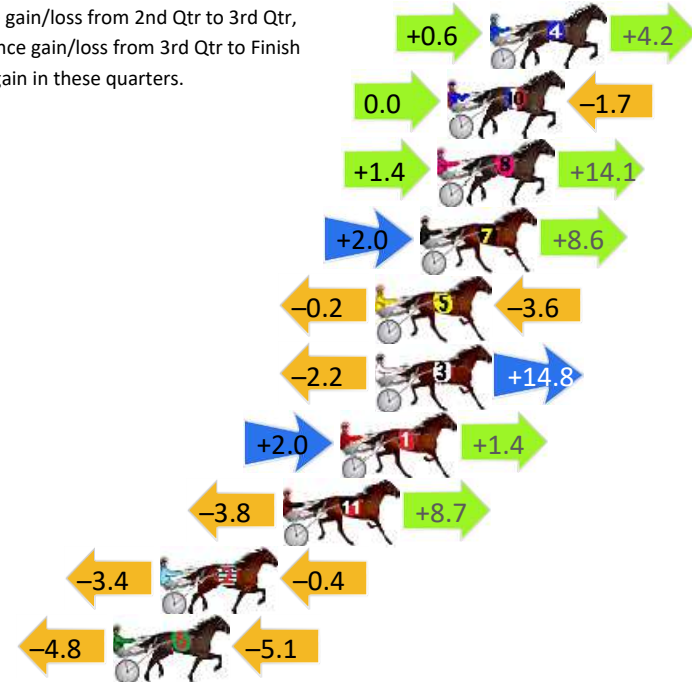 gain/loss from 2nd Qtr to 3rd Qtr,
nce gain/loss from 3rd Qtr to Finish
gain in these quarters.
+0.6 4 +4.2
0.0 10 −1.7
+1.4 8 +14.1
+2.0 7 +8.6
−0.2 5 −3.6
−2.2 3 +14.8
+2.0 1 +1.4
−3.8 11 +8.7
−3.4 2 −0.4
−4.8 6 −5.1